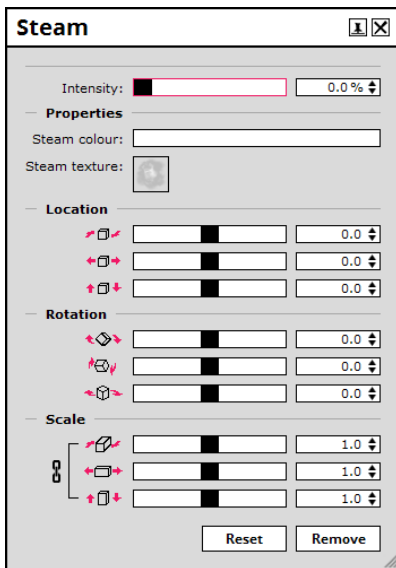 Steam
Intensity: 0.0%
Properties
Steam colour:
Steam texture:
Location
0.0
0.0
0.0
Rotation
0.0
0.0
0.0
Scale
1.0
1.0
1.0
Reset Remove